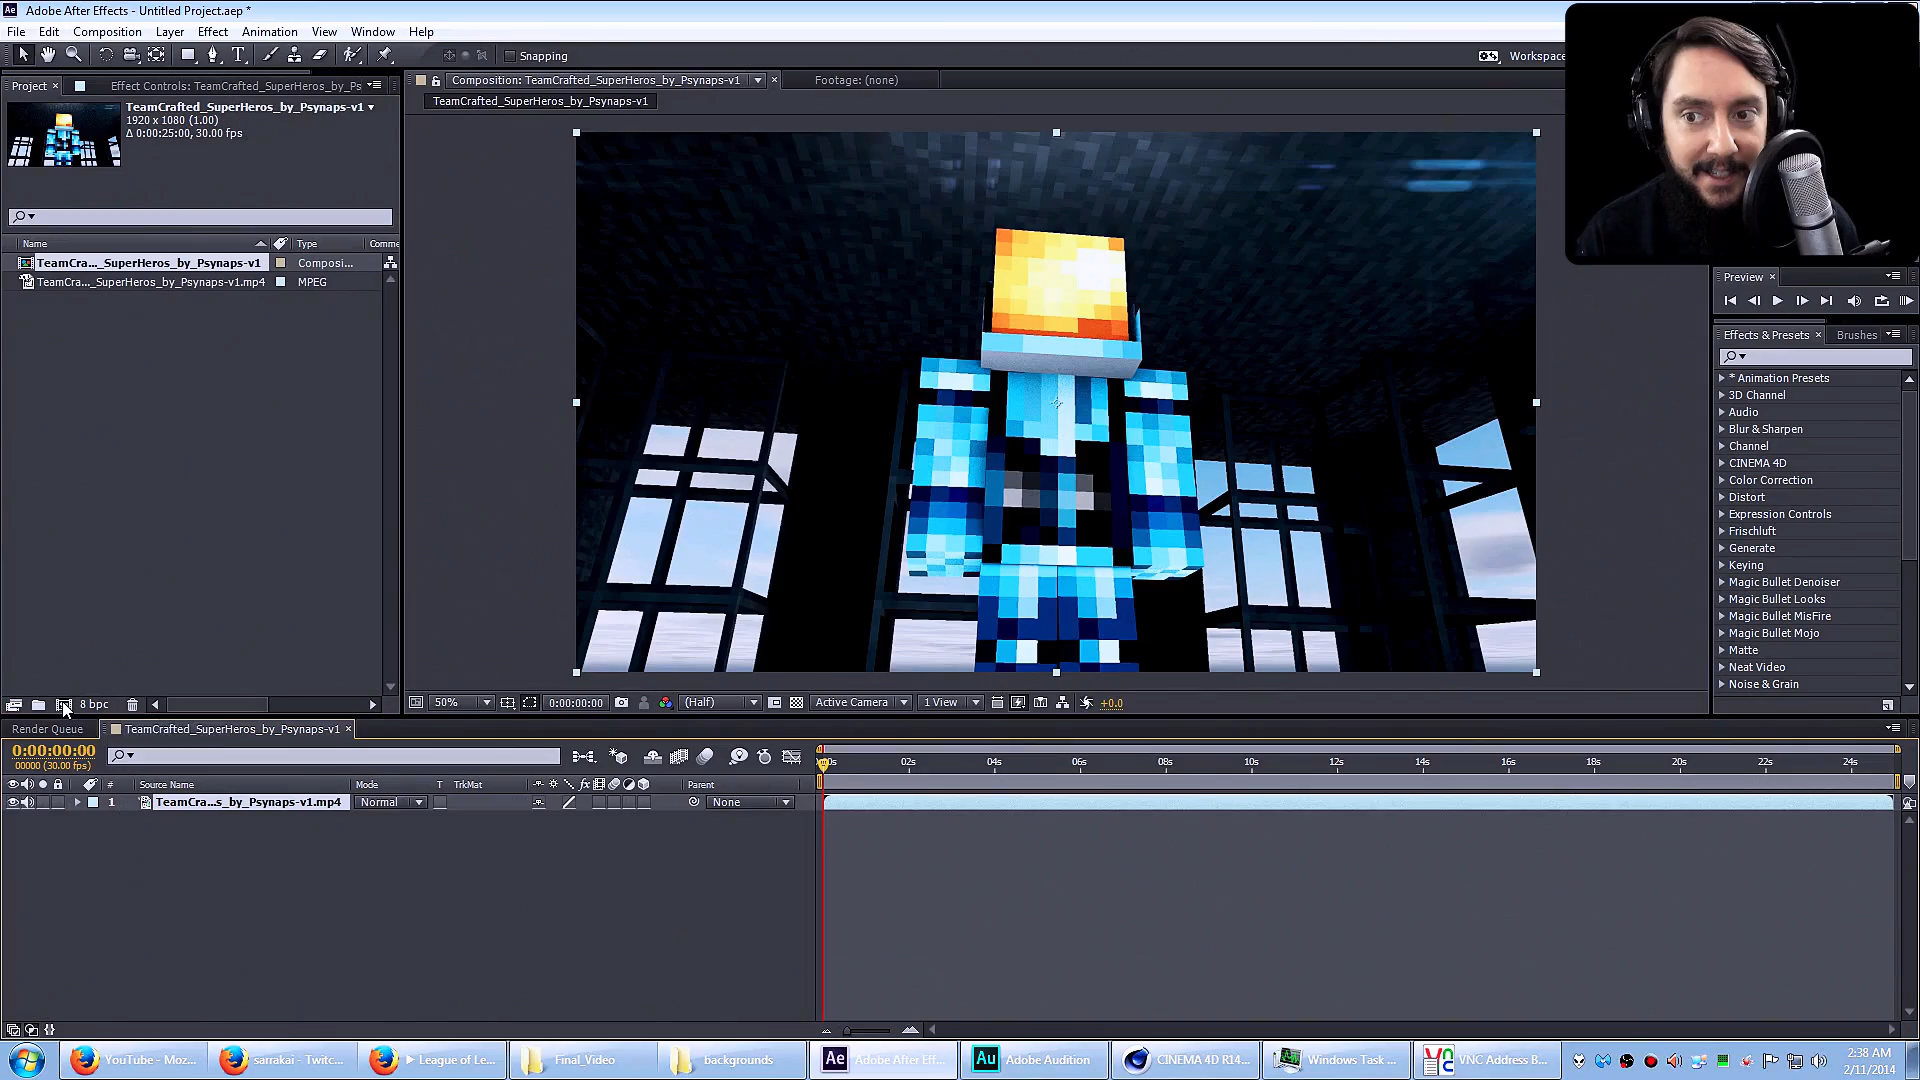 Ae Adobe After Effects - Untitled Project.aep *
File Edit Composition Layer Effect Animation View Window Help
T Snapping Workspace
Project × Effect Controls: TeamCrafted_SuperHeros_by_Ps
Composition: TeamCrafted_SuperHeros_by_Psynaps-v1 × Footage: (none)
TeamCrafted_SuperHeros_by_Psynaps-v1
TeamCrafted_SuperHeros_by_Psynaps-v1
1920 x 1080 (1.00)
Δ 0:00:25:00, 30.00 fps
Name Type Comme
TeamCra..._SuperHeros_by_Psynaps-v1 Composi...
TeamCra..._SuperHeros_by_Psynaps-v1.mp4 MPEG
Preview ×
Effects & Presets × Brushes
* Animation Presets
3D Channel
Audio
Blur & Sharpen
Channel
CINEMA 4D
Color Correction
Distort
Expression Controls
Frischluft
Generate
Keying
Magic Bullet Denoiser
Magic Bullet Looks
Magic Bullet MisFire
Magic Bullet Mojo
Matte
Neat Video
Noise & Grain
8 bpc
50% 0:00:00:00 (Half) Active Camera 1 View +0.0
Render Queue TeamCrafted_SuperHeros_by_Psynaps-v1 ×
0:00:00:00
00000 (30.00 fps)
# Source Name Mode T TrkMat fx Parent
1 TeamCra...s_by_Psynaps-v1.mp4 Normal None
02s 04s 06s 08s 10s 12s 14s 16s 18s 20s 22s 24s
YouTube - Moz... sarrakai - Twitc... League of Le... Final_Video backgrounds Ae Adobe After Eff... Au Adobe Audition CINEMA 4D R14... Windows Task ... VNC Address B...
2:38 AM
2/11/2014